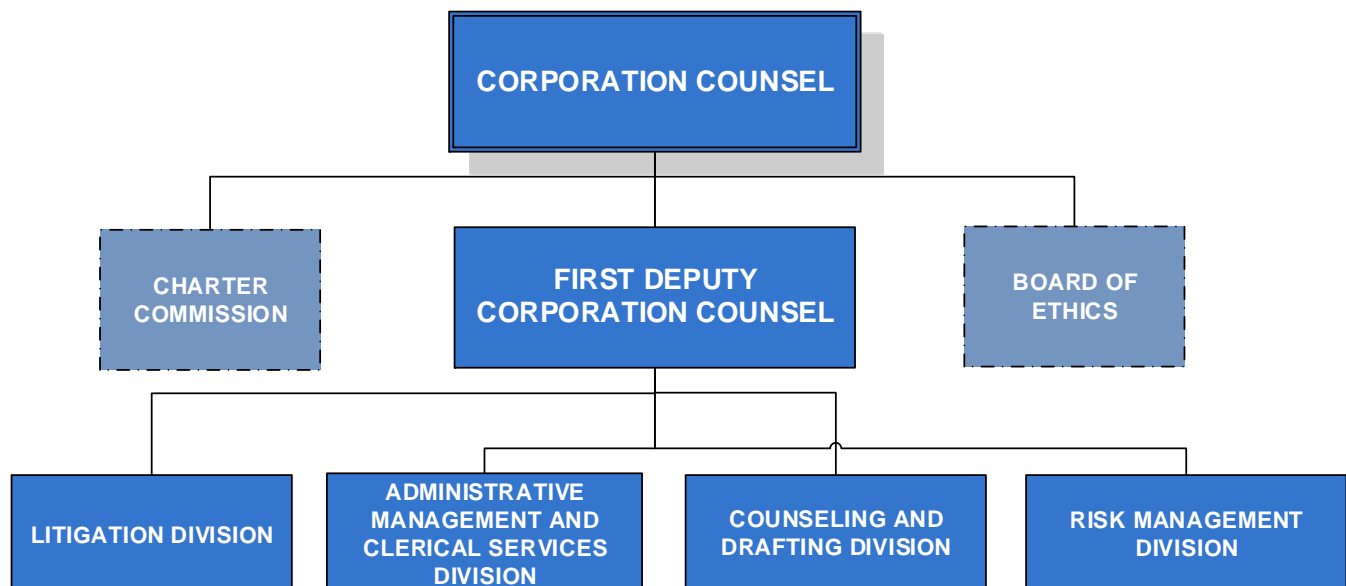 CORPORATION COUNSEL
CHARTER
COMMISSION
FIRST DEPUTY
CORPORATION COUNSEL
BOARD OF
ETHICS
LITIGATION DIVISION
ADMINISTRATIVE
MANAGEMENT AND
CLERICAL SERVICES
DIVISION
COUNSELING AND
DRAFTING DIVISION
RISK MANAGEMENT
DIVISION